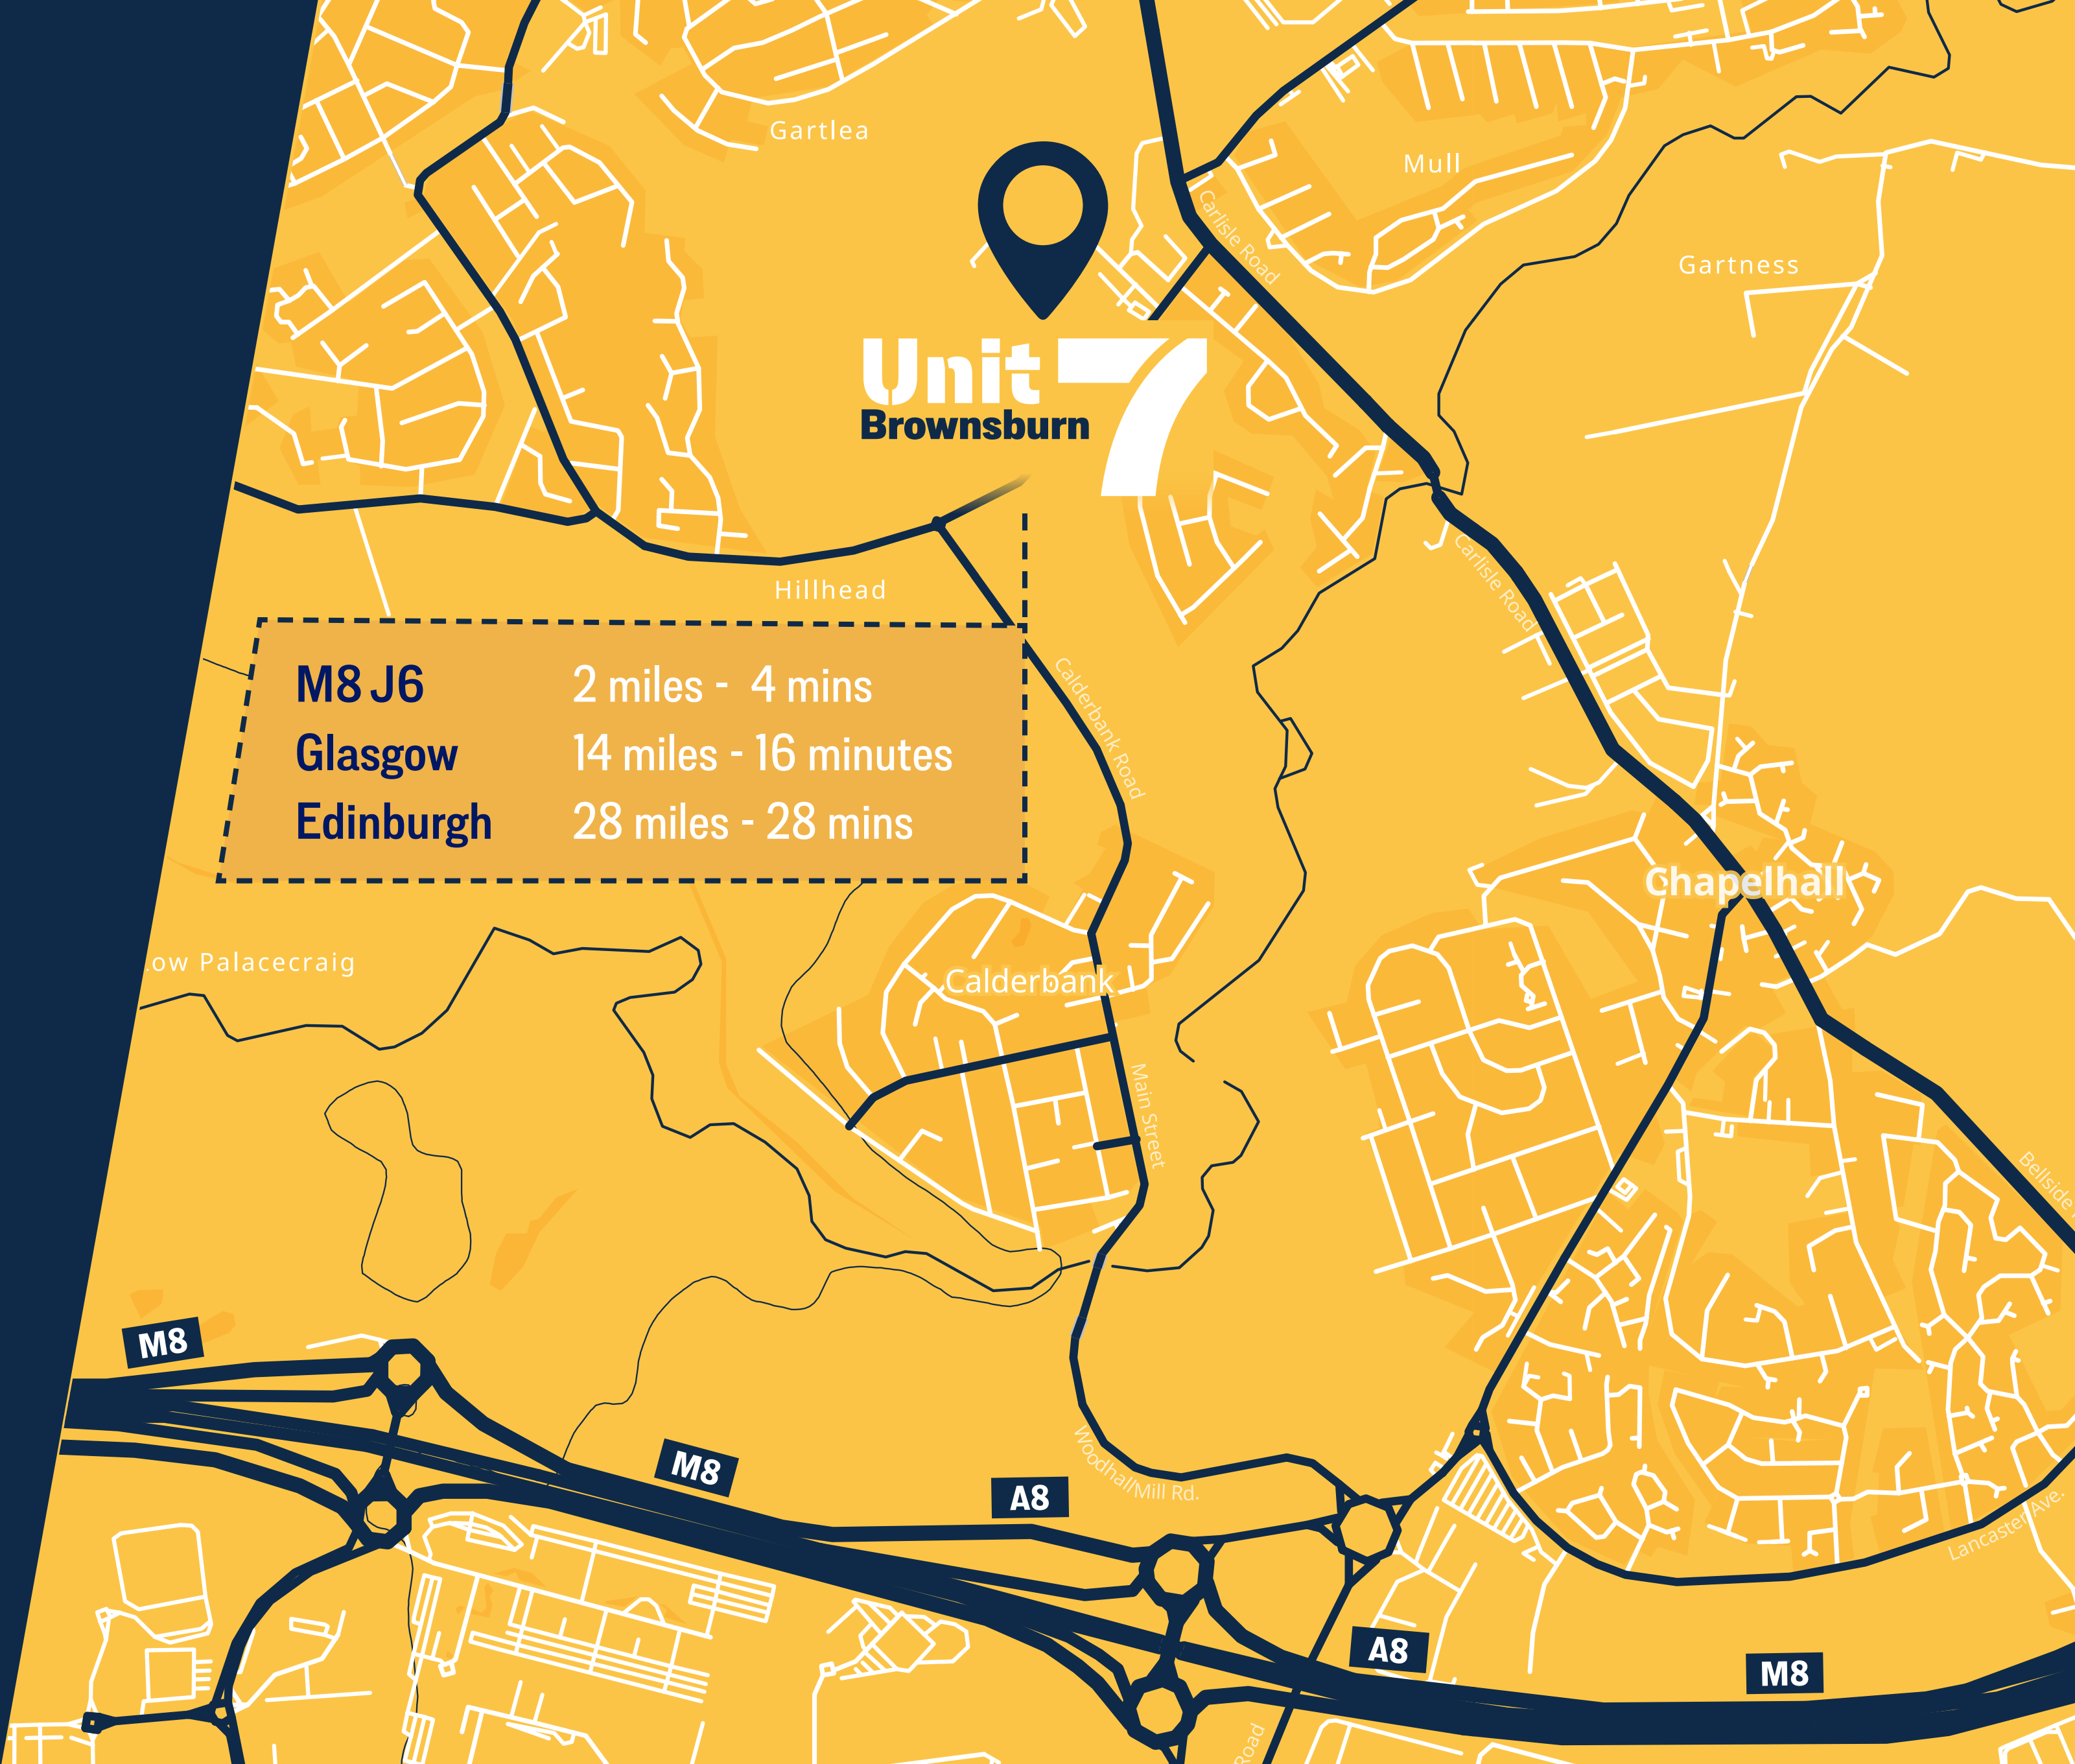 Gartlea
Mull
Carlisle Road
Gartness
Unit 7
Brownsburn
Carlisle Road
Hillhead
M8 J6 2 miles - 4 mins
Glasgow 14 miles - 16 minutes
Edinburgh 28 miles - 28 mins
Calderbank Road
Chapelhall
ow Palacecraig
Calderbank
Main Street
Bellside
M8
M8
A8
Woodhall/Mill Rd.
Lancaster Ave.
A8
M8
Road